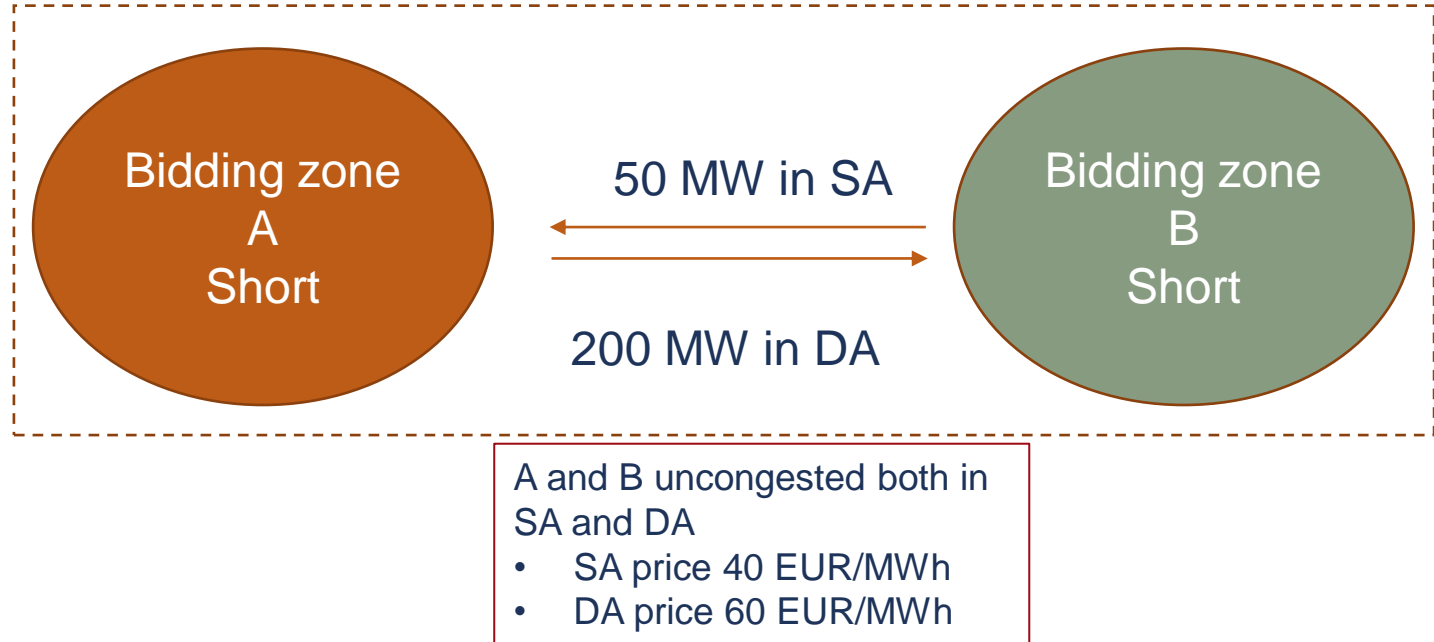 Bidding zone
A
Short
50 MW in SA
200 MW in DA
Bidding zone
B
Short
A and B uncongested both in
SA and DA
• SA price 40 EUR/MWh
• DA price 60 EUR/MWh